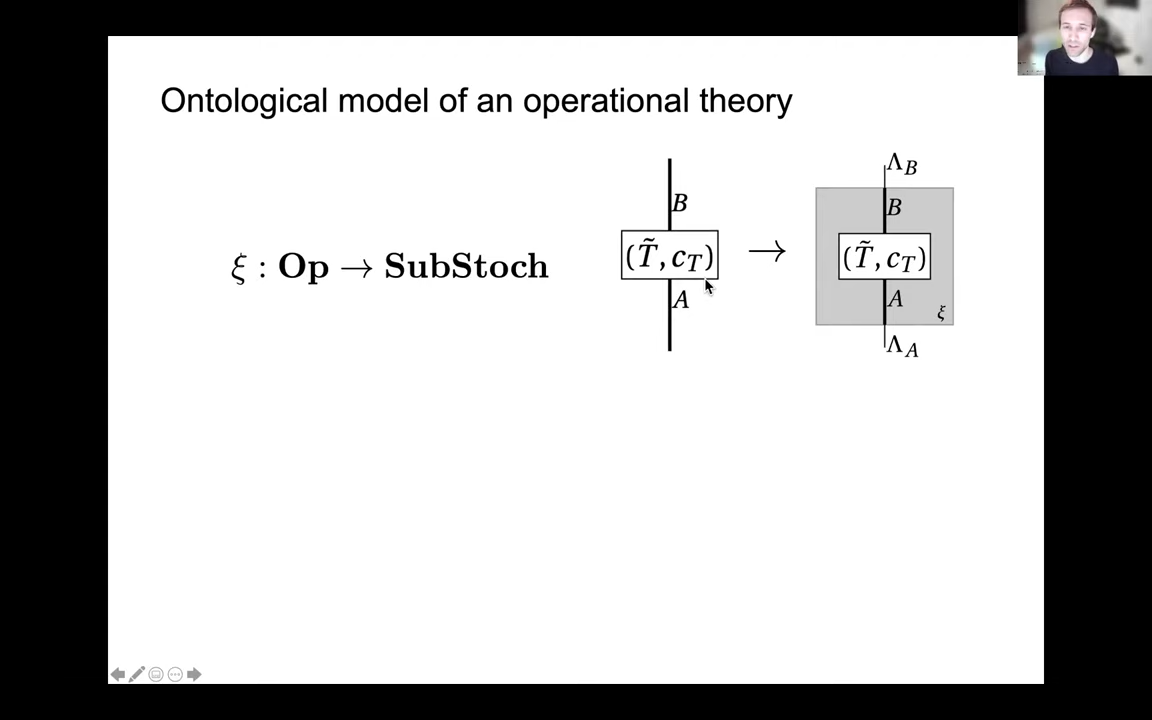 Ontological model of an operational theory
ξ : Op → SubStoch
B
(T̃, c_T)
A
→
Λ_B
B
(T̃, c_T)
A
ξ
Λ_A